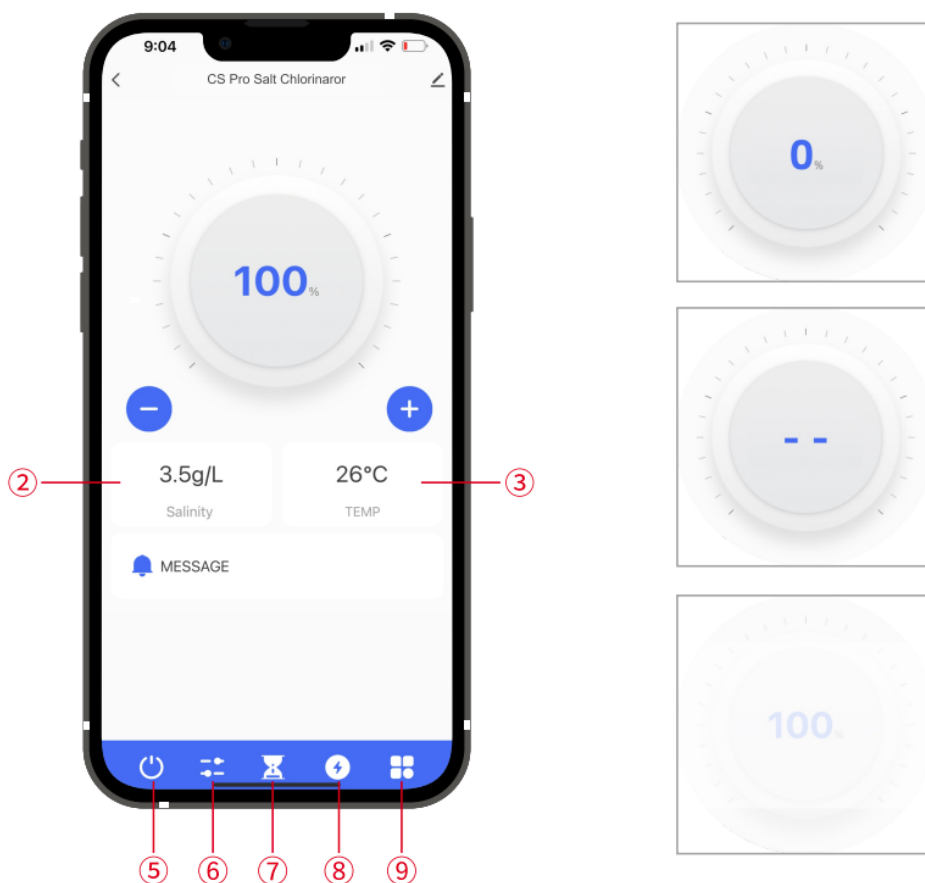 9:04
CS Pro Salt Chlorinaror
100%
② 3.5g/L 26°C ③
Salinity TEMP
MESSAGE
⑤ ⑥ ⑦ ⑧ ⑨
0%
- -
100%